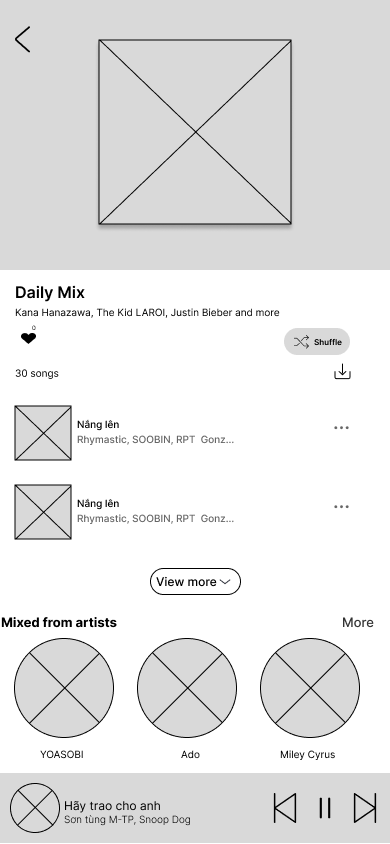 Daily Mix
Kana Hanazawa, The Kid LAROI, Justin Bieber and more
0
Shuffle
30 songs
Nắng lên
Rhymastic, SOOBIN, RPT Gonz...
Nắng lên
Rhymastic, SOOBIN, RPT Gonz...
View more
Mixed from artists
More
YOASOBI
Ado
Miley Cyrus
Hãy trao cho anh
Sơn tùng M-TP, Snoop Dog